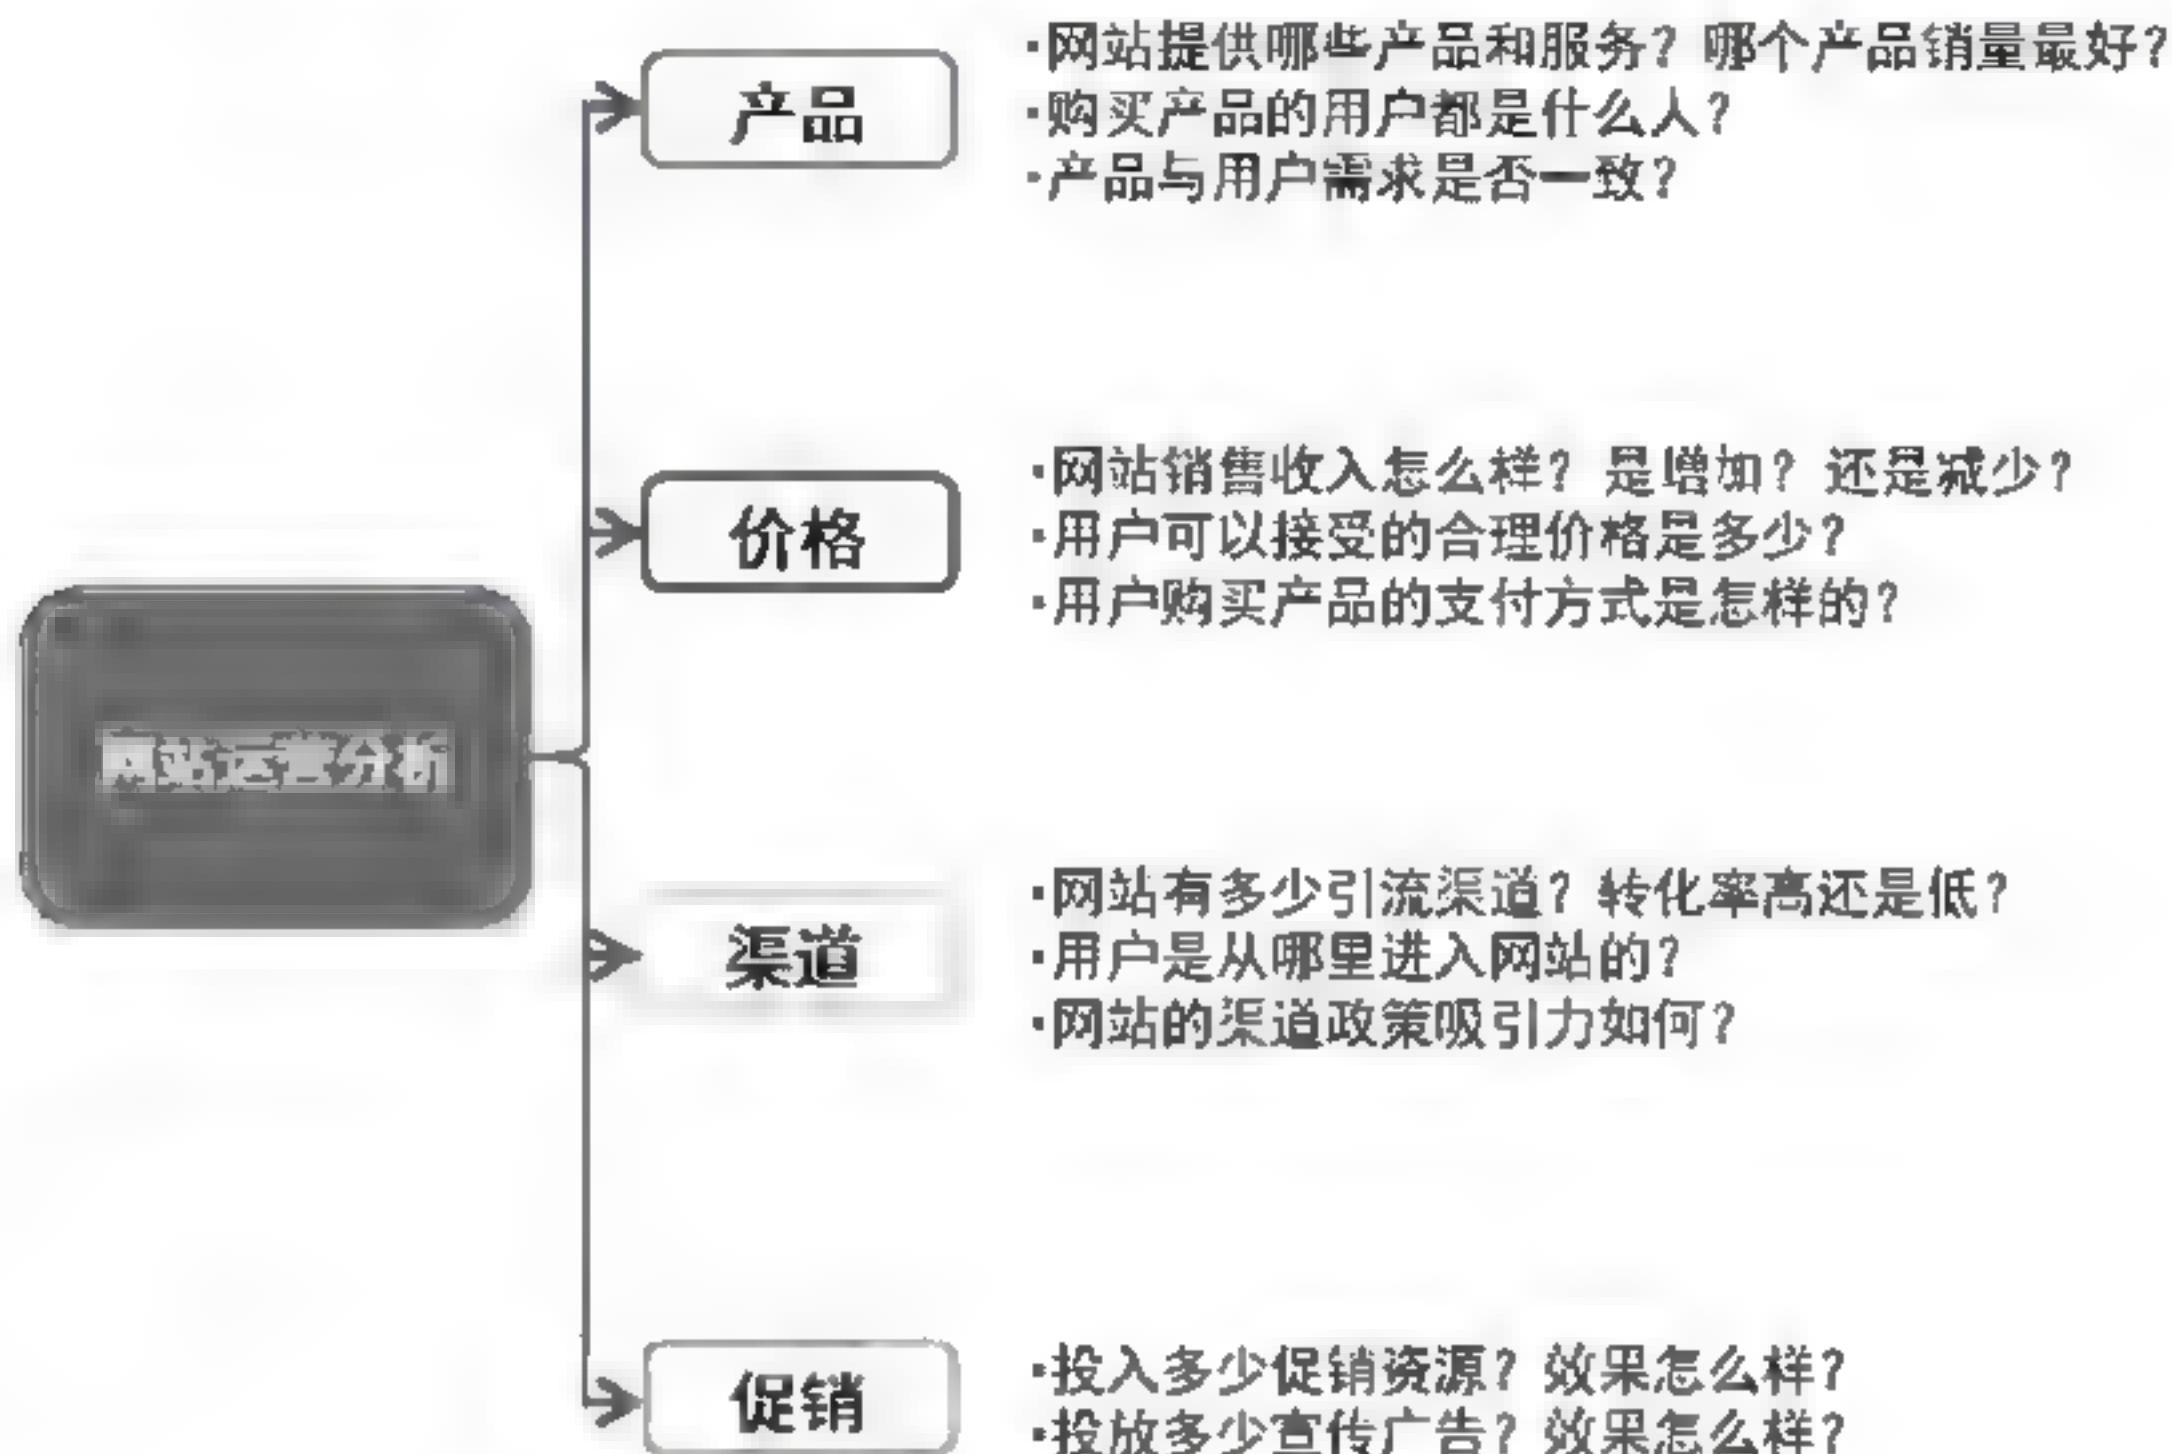 产品
·网站提供哪些产品和服务？哪个产品销量最好？
·购买产品的用户都是什么人？
·产品与用户需求是否一致？
价格
·网站销售收入怎么样？是增加？还是减少？
·用户可以接受的合理价格是多少？
·用户购买产品的支付方式是怎样的？
网站运营分析
渠道
·网站有多少引流渠道？转化率高还是低？
·用户是从哪里进入网站的？
·网站的渠道政策吸引力如何？
促销
·投入多少促销资源？效果怎么样？
·投放多少宣传广告？效果怎么样？